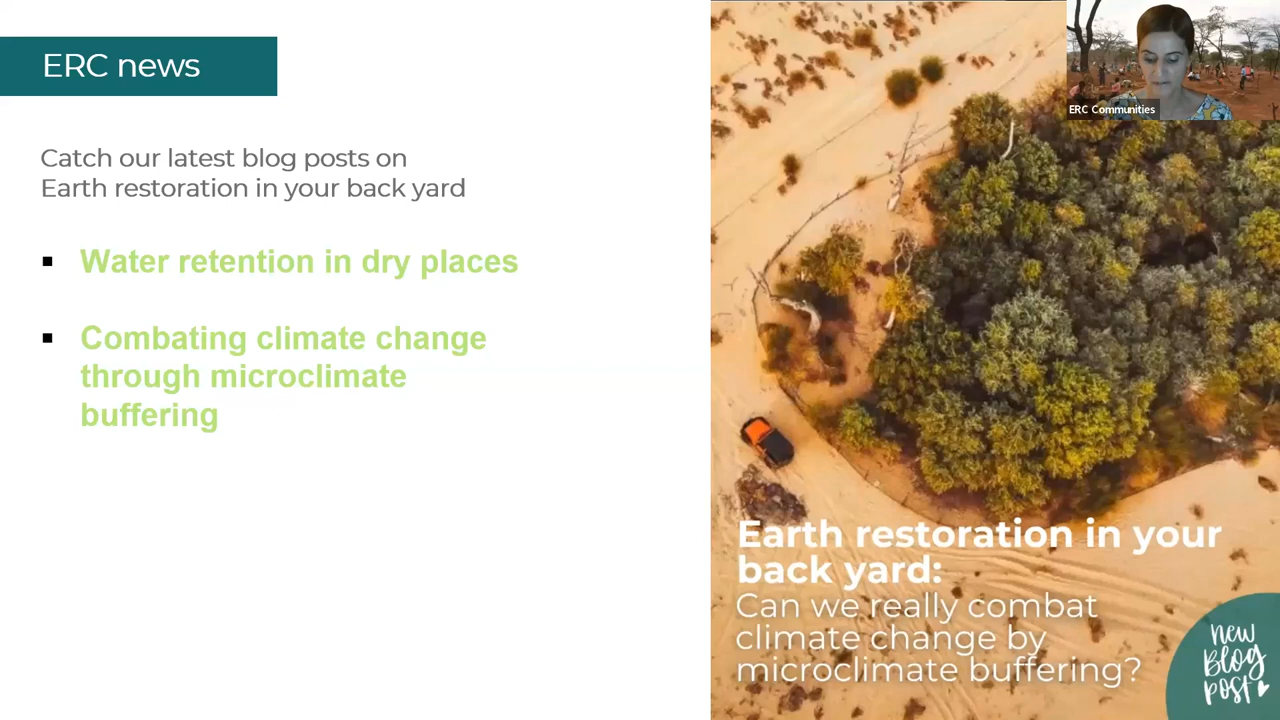 ERC news
Catch our latest blog posts on
Earth restoration in your back yard
Water retention in dry places
Combating climate change
through microclimate
buffering
ERC Communities
Earth restoration in your
back yard:
Can we really combat
climate change by
microclimate buffering?
new
Blog
post